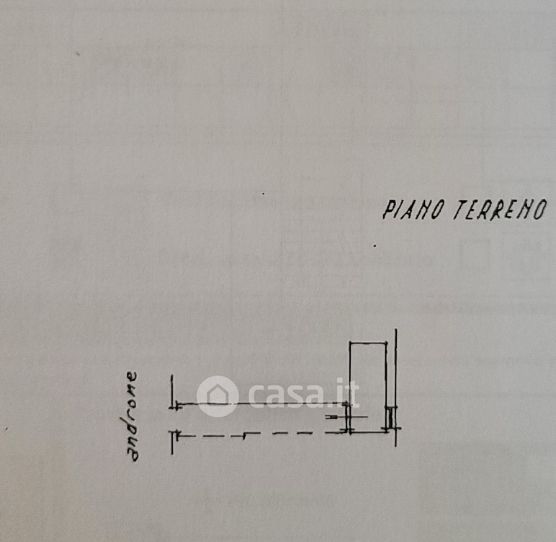 PIANO TERRENO
casa.it
androne